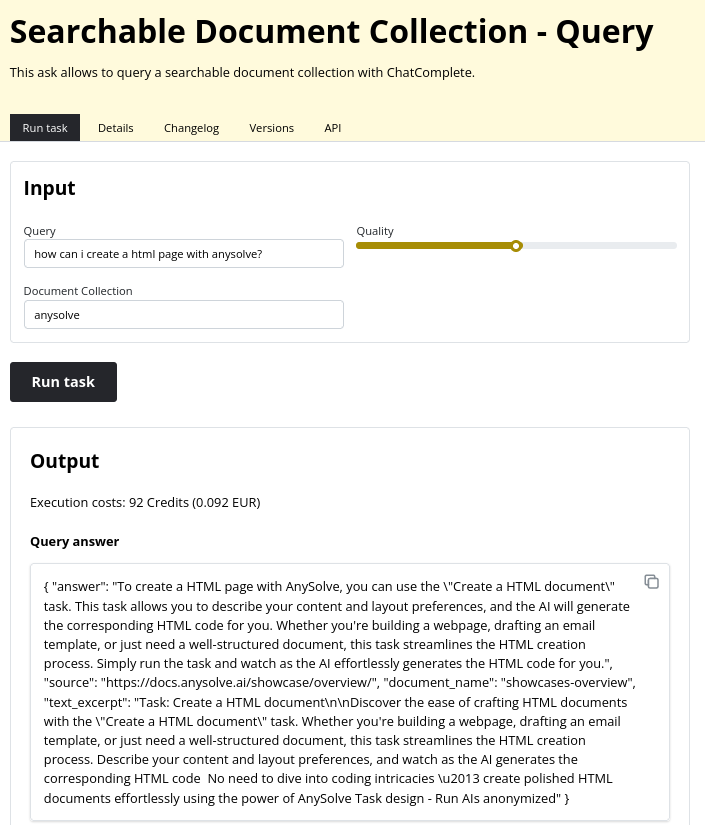 Searchable Document Collection - Query
This ask allows to query a searchable document collection with ChatComplete.
Run task
Details
Changelog
Versions
API
Input
Query
Quality
how can i create a html page with anysolve?
Document Collection
anysolve
Run task
Output
Execution costs: 92 Credits (0.092 EUR)
Query answer
{ "answer": "To create a HTML page with AnySolve, you can use the \"Create a HTML document\"
task. This task allows you to describe your content and layout preferences, and the AI will generate
the corresponding HTML code for you. Whether you're building a webpage, drafting an email
template, or just need a well-structured document, this task streamlines the HTML creation
process. Simply run the task and watch as the AI effortlessly generates the HTML code for you.",
"source": "https://docs.anysolve.ai/showcase/overview/", "document_name": "showcases-overview",
"text_excerpt": "Task: Create a HTML document\n\nDiscover the ease of crafting HTML documents
with the \"Create a HTML document\" task. Whether you're building a webpage, drafting an email
template, or just need a well-structured document, this task streamlines the HTML creation
process. Describe your content and layout preferences, and watch as the AI generates the
corresponding HTML code  No need to dive into coding intricacies \u2013 create polished HTML
documents effortlessly using the power of AnySolve Task design - Run AIs anonymized" }